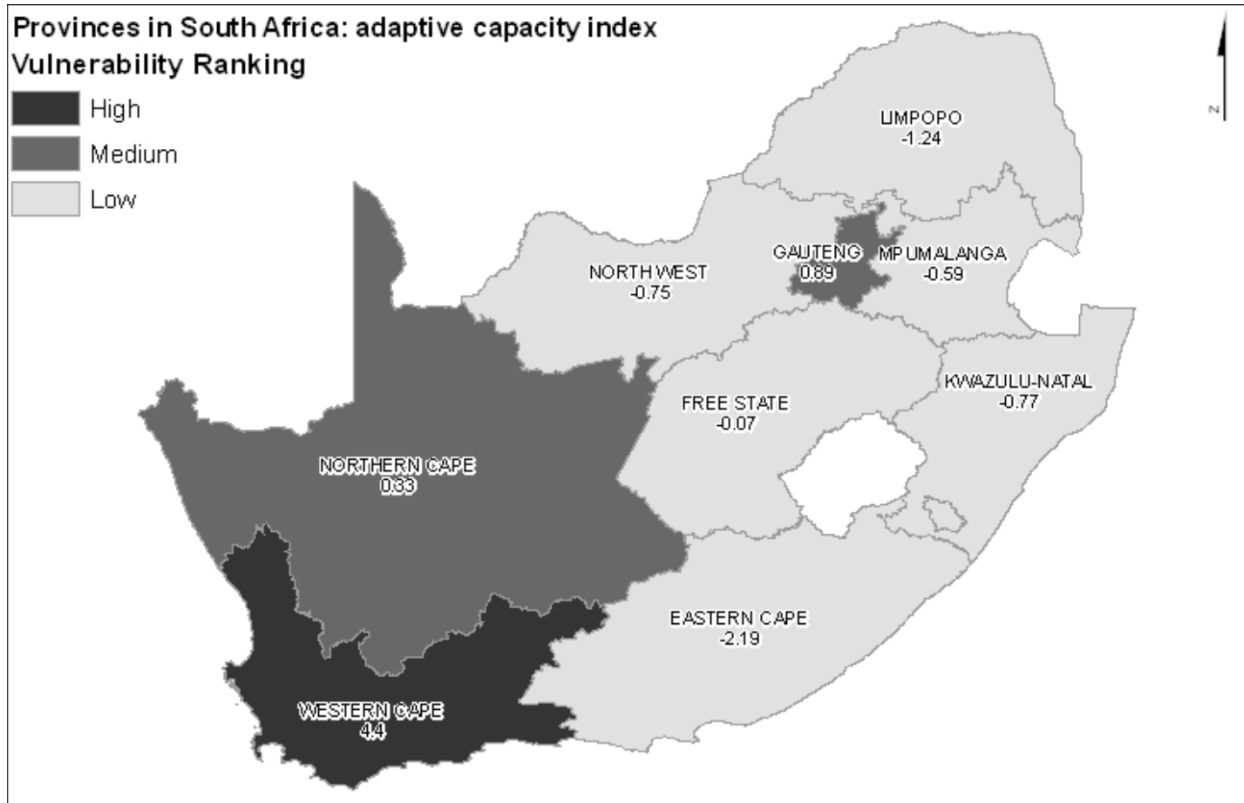 Provinces in South Africa: adaptive capacity index
Vulnerability Ranking
High
Medium
Low
N
LIMPOPO
-1.24
GAUTENG
0.89
MPUMALANGA
-0.59
NORTH WEST
-0.75
KWAZULU-NATAL
-0.77
FREE STATE
-0.07
NORTHERN CAPE
0.33
EASTERN CAPE
-2.19
WESTERN CAPE
4.4